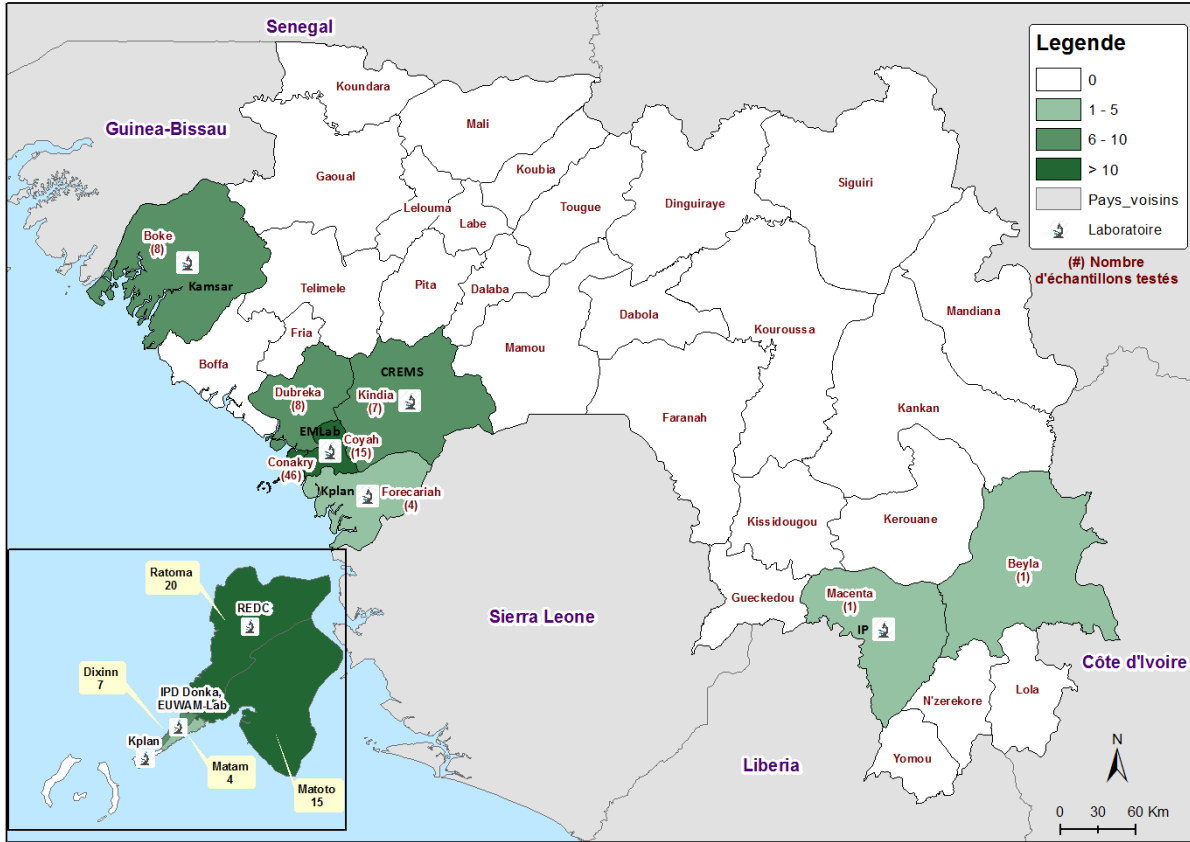 Senegal
Legende
0
1 - 5
6 - 10
> 10
Pays_voisins
Laboratoire
(#) Nombre
d'échantillons testés
Koundara
Mali
Guinea-Bissau
Koubia
Gaoual
Siguiri
Lelouma
Tougue
Dinguiraye
Labe
Boke
(8)
Kamsar
Telimele
Pita
Dalaba
Dabola
Mandiana
Kouroussa
Fria
Mamou
Boffa
CREMS
Dubreka
(8)
Kindia
(7)
Kankan
Faranah
EMLab
Coyah
(15)
Conakry
(46)
Kplan
Forecariah
(4)
Kissidougou
Kerouane
Beyla
(1)
Gueckedou
Macenta
(1)
IP
Sierra Leone
Côte d'Ivoire
N'zerekore
Lola
Yomou
Liberia
N
0 30 60 Km
Ratoma
20
REDC
Dixinn
7
IPD Donka,
EUWAM-Lab
Kplan
Matam
4
Matoto
15